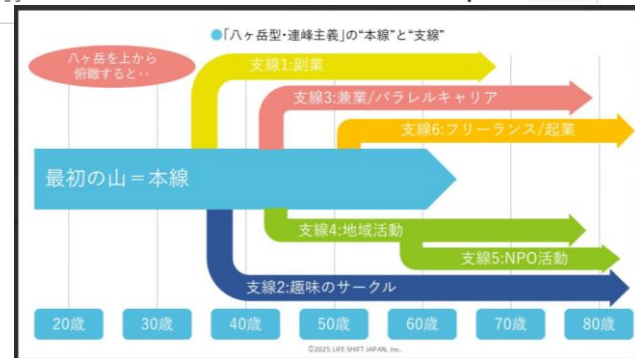 ●「八ヶ岳型・連峰主義」の“本線”と“支線”
八ヶ岳を上から
俯瞰すると‥
支線1:副業
支線3:兼業/パラレルキャリア
支線6:フリーランス/起業
最初の山＝本線
支線4:地域活動
支線5:NPO活動
支線2:趣味のサークル
20歳
30歳
40歳
50歳
60歳
70歳
80歳
©2025 LIFE SHIFT JAPAN, Inc.